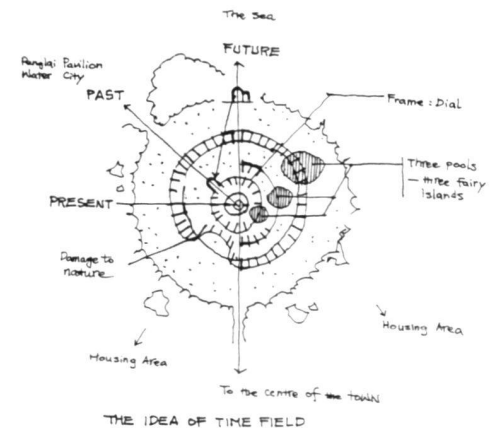 The Sea
FUTURE
Penglai Pavilion
Water City
PAST
Frame : Dial
Three pools
— three fairy
Islands
PRESENT
Damage to
nature
Housing Area
Housing Area
To the centre of the town
THE IDEA OF TIME FIELD